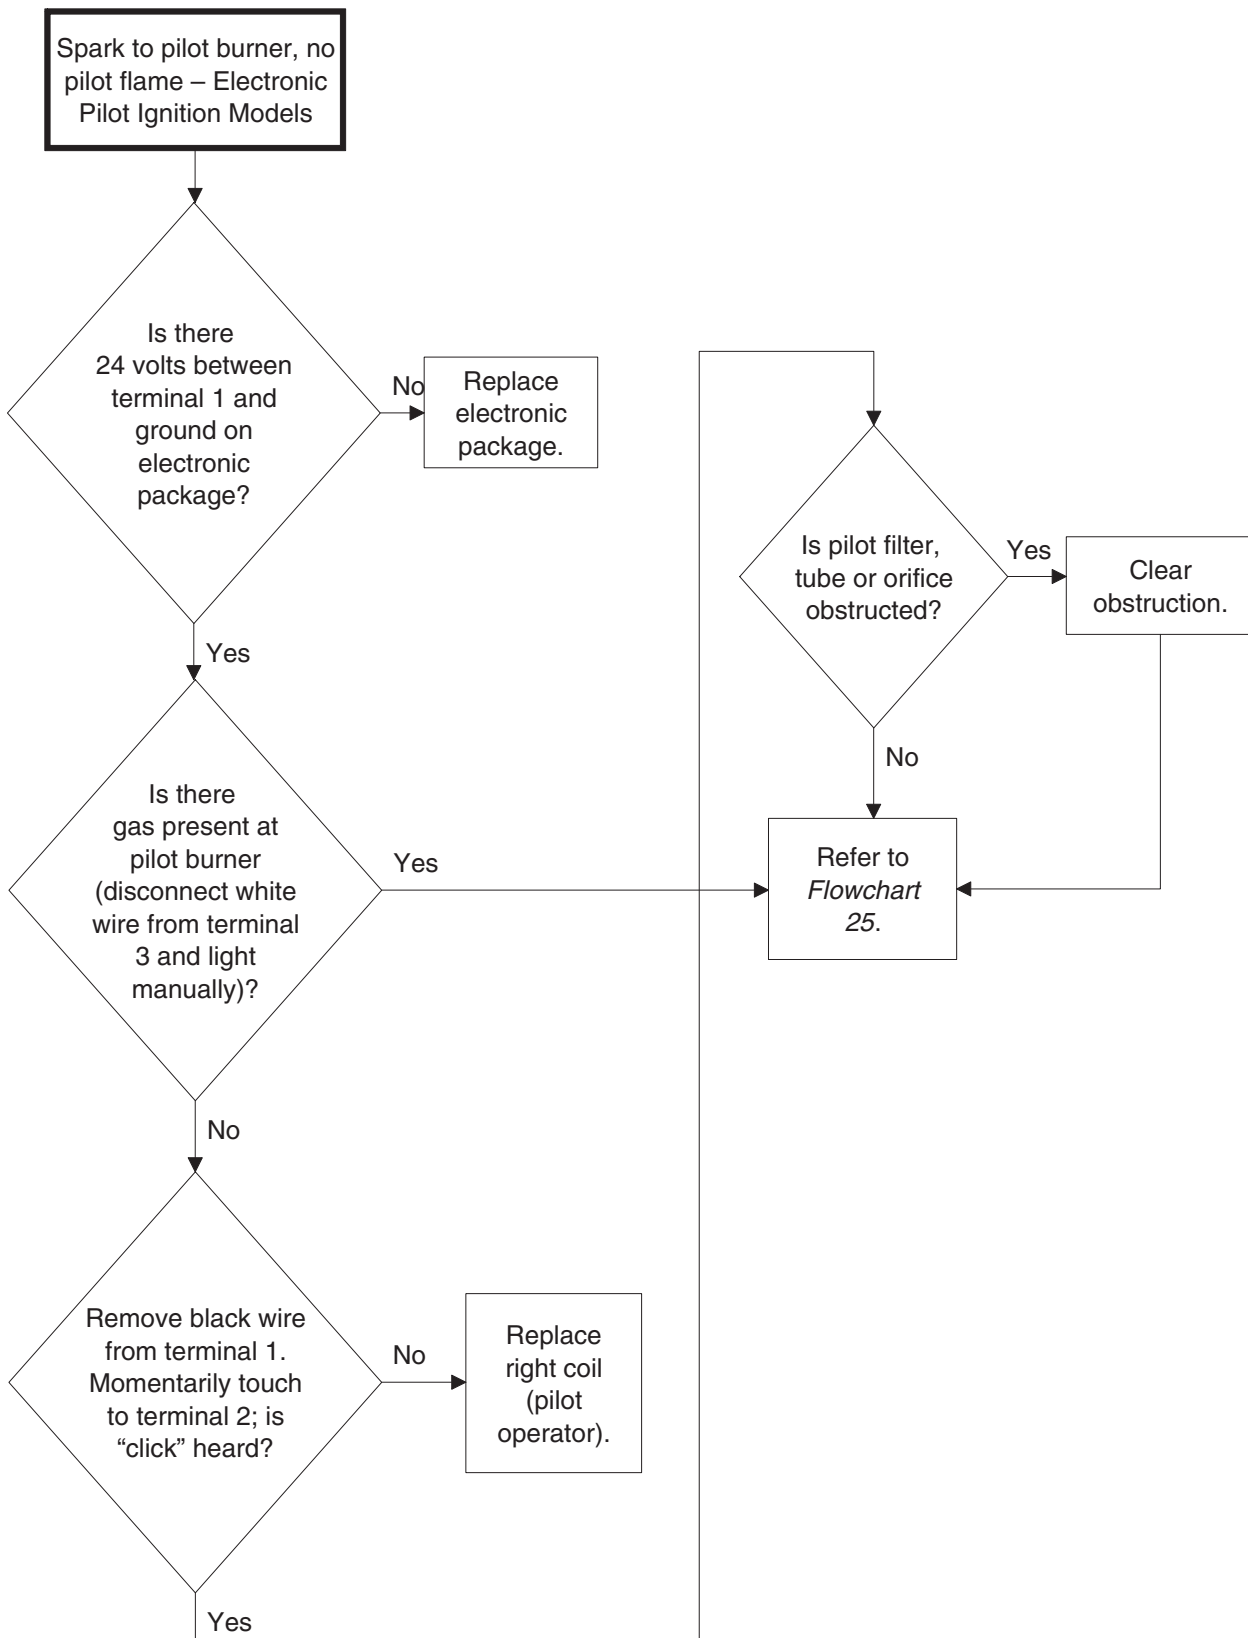 Spark to pilot burner, no
pilot flame – Electronic
Pilot Ignition Models
Is there
24 volts between
terminal 1 and
ground on
electronic
package?
No
Replace
electronic
package.
Yes
Is there
gas present at
pilot burner
(disconnect white
wire from terminal
3 and light
manually)?
Yes
No
Remove black wire
from terminal 1.
Momentarily touch
to terminal 2; is
“click” heard?
No
Replace
right coil
(pilot
operator).
Yes
Is pilot filter,
tube or orifice
obstructed?
Yes
Clear
obstruction.
No
Refer to
Flowchart
25.